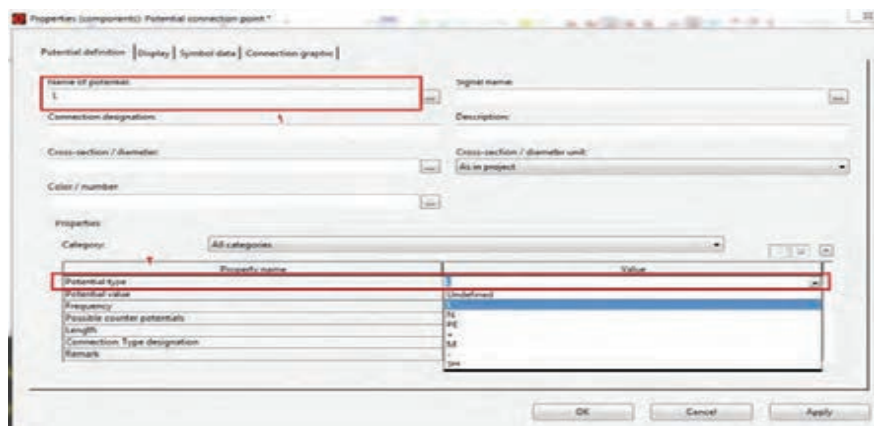 Properties (components): Potential connection point *
Potential definition Display Symbol data Connection graphic
Name of potential: Signal name:
L
... ...
Connection designation: ۱ Description:
Cross-section / diameter: Cross-section / diameter unit:
... As in project
Color / number
...
Properties
Category: All categories
۲
Property name Value
Potential type
Potential value Undefined
Frequency
Possible counter potentials N
Length PE
+
Connection Type designation M
Remark -
SH
OK Cancel Apply